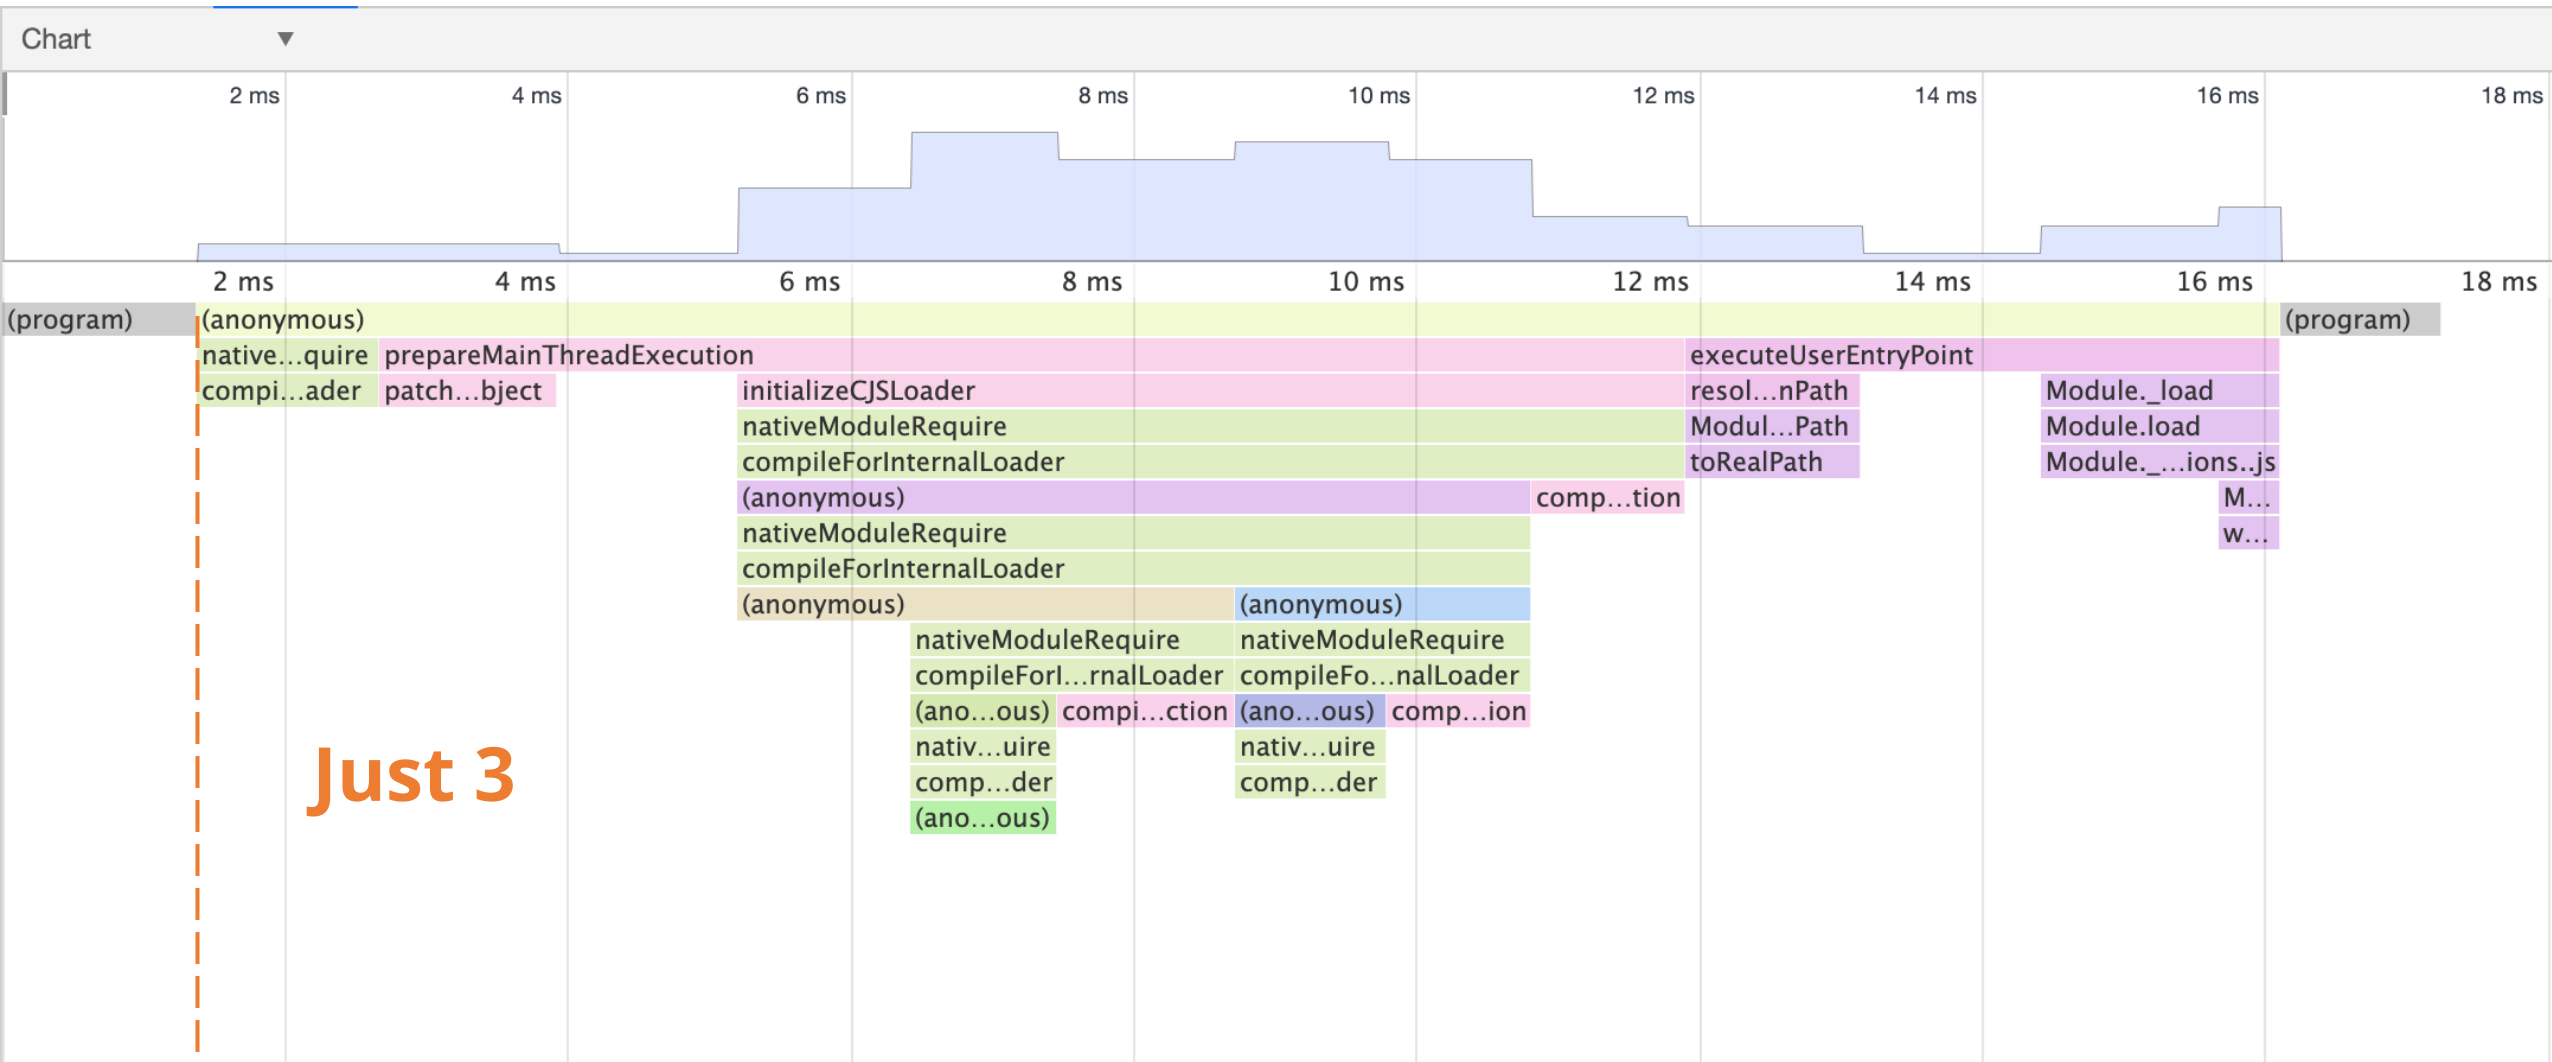 Chart ▼
2 ms 4 ms 6 ms 8 ms 10 ms 12 ms 14 ms 16 ms 18 ms
2 ms 4 ms 6 ms 8 ms 10 ms 12 ms 14 ms 16 ms 18 ms
(program) (anonymous) (program)
native…quire prepareMainThreadExecution executeUserEntryPoint
compi…ader patch…bject initializeCJSLoader resol…nPath Module._load
nativeModuleRequire Modul…Path Module.load
compileForInternalLoader toRealPath Module._…ions..js
(anonymous) comp…tion M…
nativeModuleRequire w…
compileForInternalLoader
(anonymous) (anonymous)
nativeModuleRequire nativeModuleRequire
compileForI…rnalLoader compileFo…nalLoader
(ano…ous) compi…ction (ano…ous) comp…ion
nativ…uire nativ…uire
comp…der comp…der
Just 3
(ano…ous)